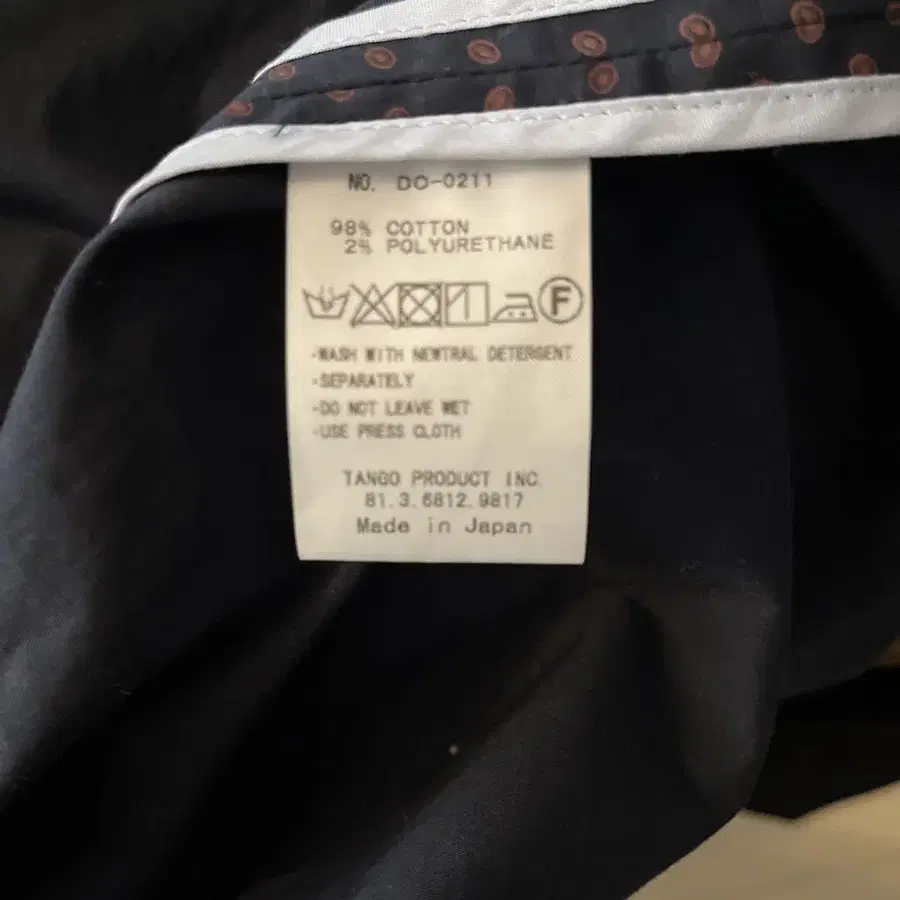 NO. DO-0211
98% COTTON
2% POLYURETHANE
F
-WASH WITH NEWTRAL DETERGENT
-SEPARATELY
-DO NOT LEAVE WET
-USE PRESS CLOTH
TANGO PRODUCT INC.
81.3.6812.9817
Made in Japan